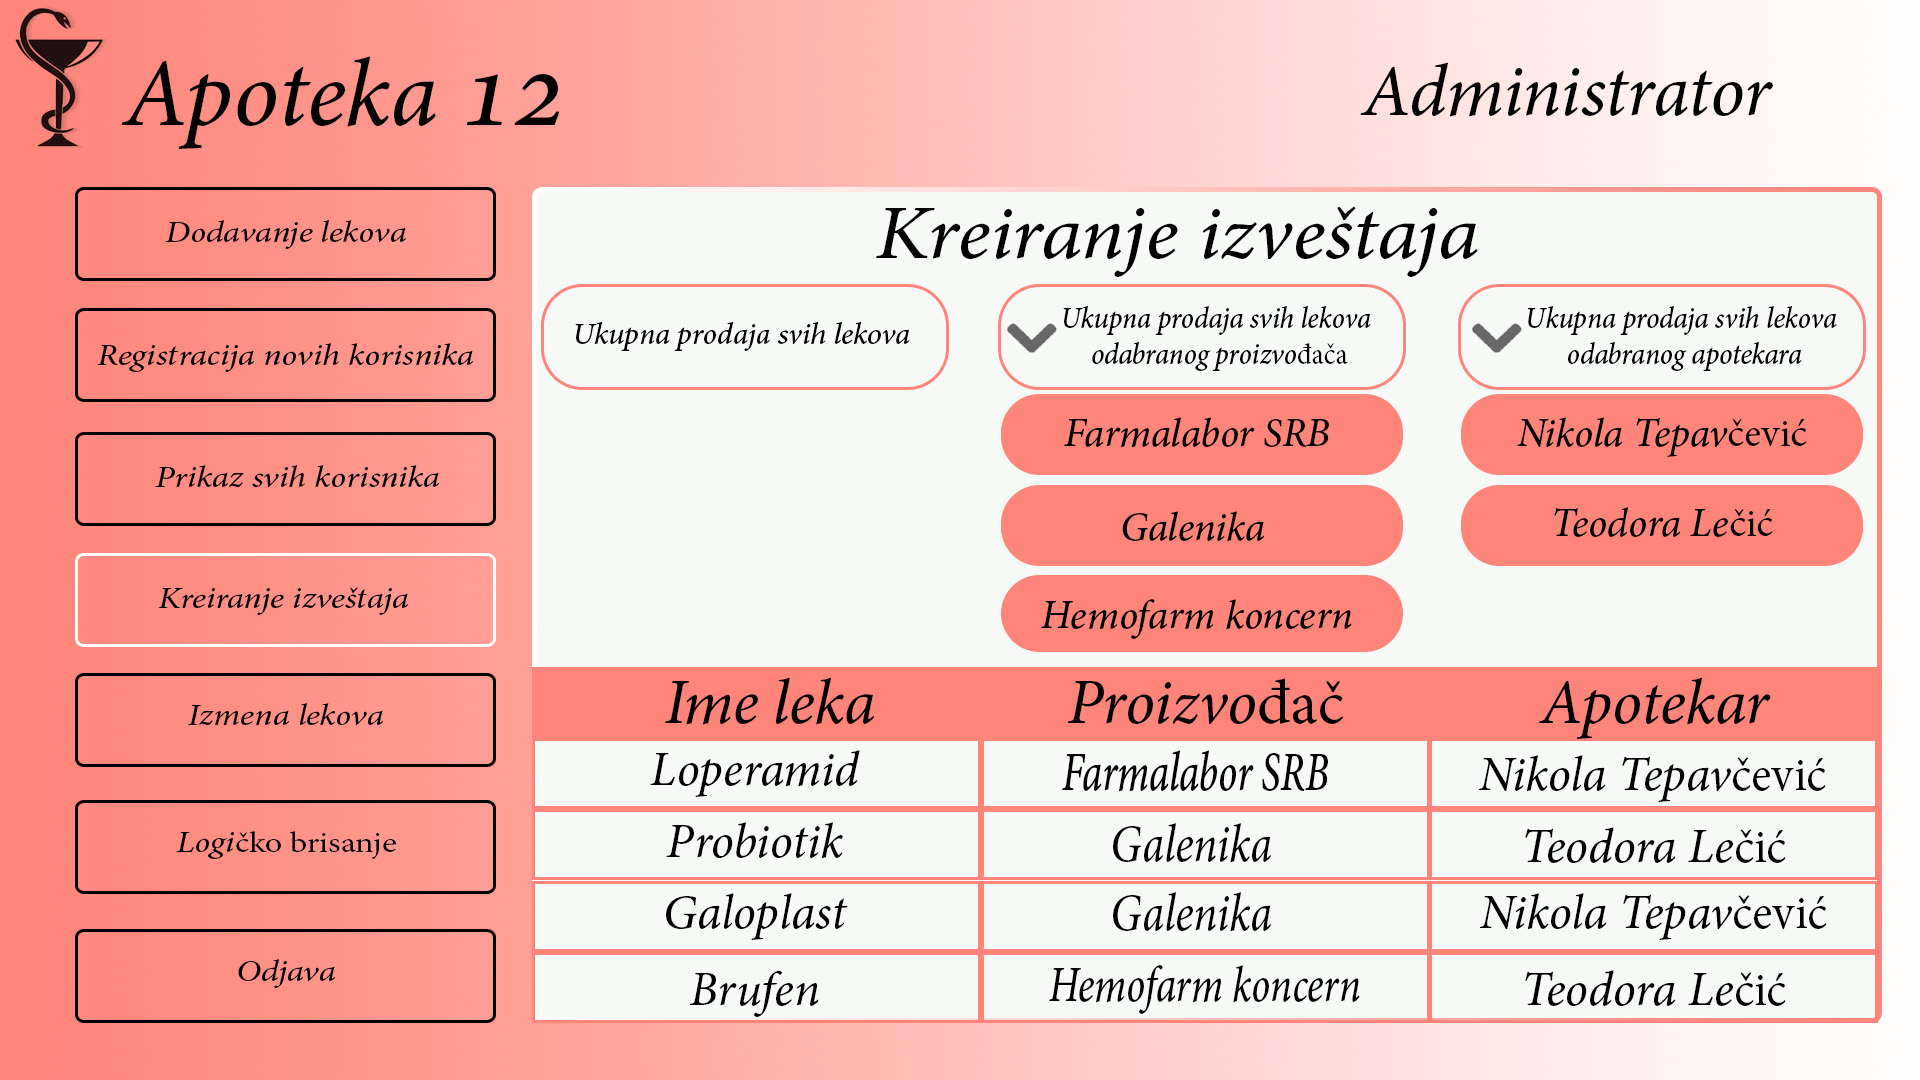 Apoteka 12
Administrator
Dodavanje lekova
Registracija novih korisnika
Prikaz svih korisnika
Kreiranje izveštaja
Izmena lekova
Logičko brisanje
Odjava
Kreiranje izveštaja
Ukupna prodaja svih lekova
Ukupna prodaja svih lekova
odabranog proizvođača
Farmalabor SRB
Galenika
Hemofarm koncern
Ukupna prodaja svih lekova
odabranog apotekara
Nikola Tepavčević
Teodora Lečić
Ime leka Proizvođač Apotekar
Loperamid Farmalabor SRB Nikola Tepavčević
Probiotik Galenika Teodora Lečić
Galoplast Galenika Nikola Tepavčević
Brufen Hemofarm koncern Teodora Lečić